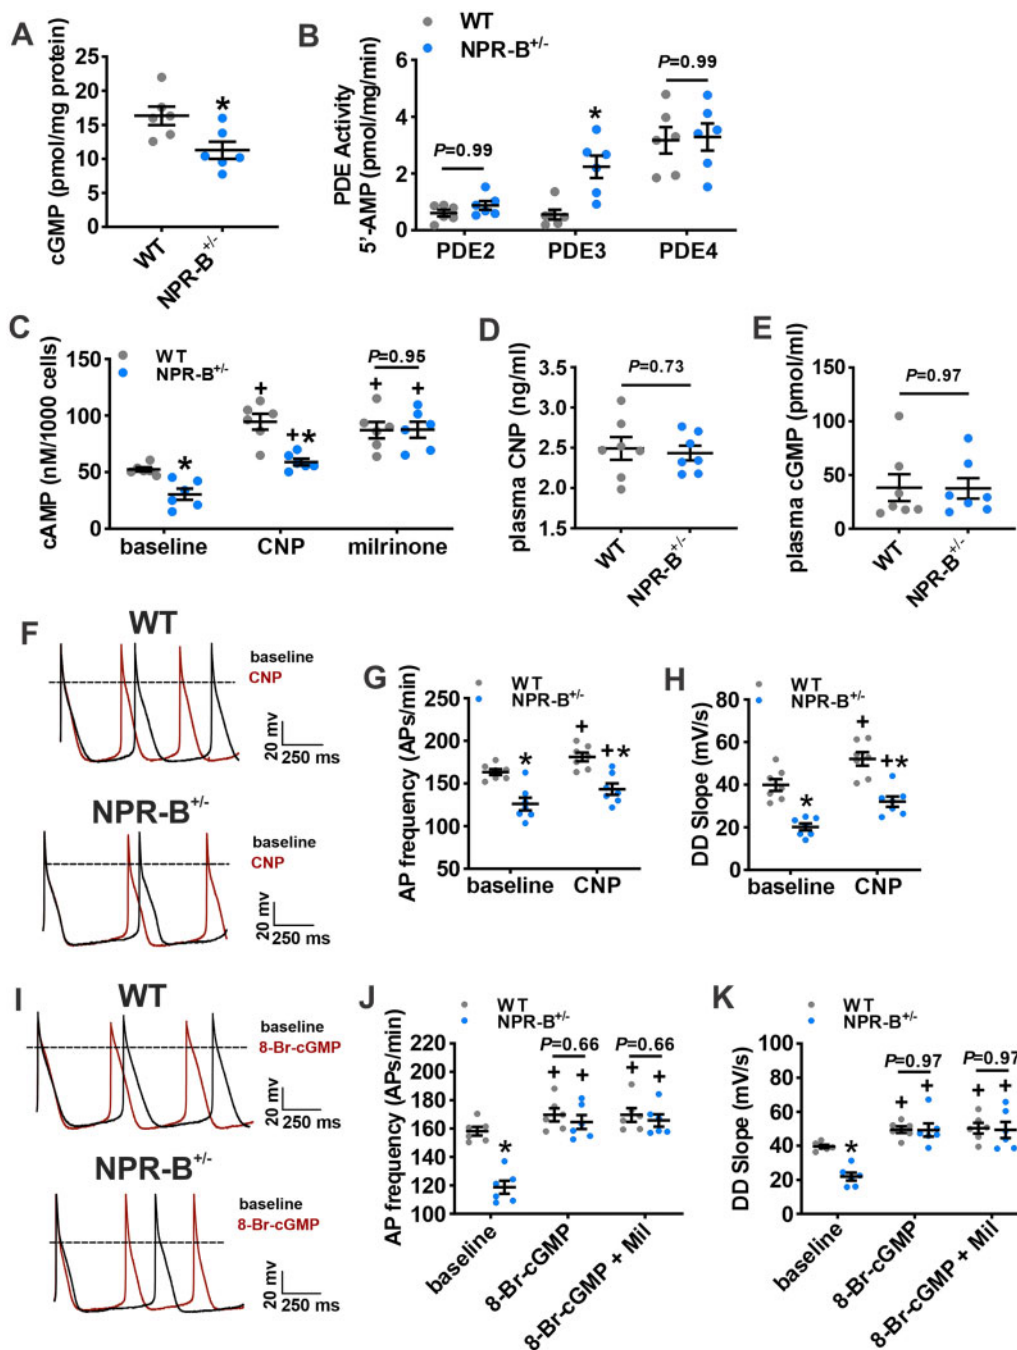 A
cGMP (pmol/mg protein)
25
20
15
10
5
0
*
WT
NPR-B+/-
B
WT
NPR-B+/-
PDE Activity
5'-AMP (pmol/mg/min)
6
4
2
0
P=0.99
*
P=0.99
PDE2
PDE3
PDE4
C
WT
NPR-B+/-
cAMP (nM/1000 cells)
150
100
50
0
*
+
+*
P=0.95
+
+
baseline
CNP
milrinone
D
plasma CNP (ng/ml)
3.5
3.0
2.5
2.0
1.5
P=0.73
WT
NPR-B+/-
E
plasma cGMP (pmol/ml)
150
100
50
0
P=0.97
WT
NPR-B+/-
F
WT
baseline
CNP
20 mv
250 ms
NPR-B+/-
baseline
CNP
20 mv
250 ms
G
WT
NPR-B+/-
AP frequency (APs/min)
250
200
150
100
50
*
+
+*
baseline
CNP
H
WT
NPR-B+/-
DD Slope (mV/s)
80
60
40
20
0
*
+
+*
baseline
CNP
I
WT
baseline
8-Br-cGMP
20 mv
250 ms
NPR-B+/-
baseline
8-Br-cGMP
20 mv
250 ms
J
WT
NPR-B+/-
AP frequency (APs/min)
220
200
180
160
140
120
100
P=0.66
P=0.66
*
+
+
+
+
baseline
8-Br-cGMP
8-Br-cGMP + Mil
K
WT
NPR-B+/-
DD Slope (mV/s)
100
80
60
40
20
0
P=0.97
P=0.97
*
+
+
+
+
baseline
8-Br-cGMP
8-Br-cGMP + Mil